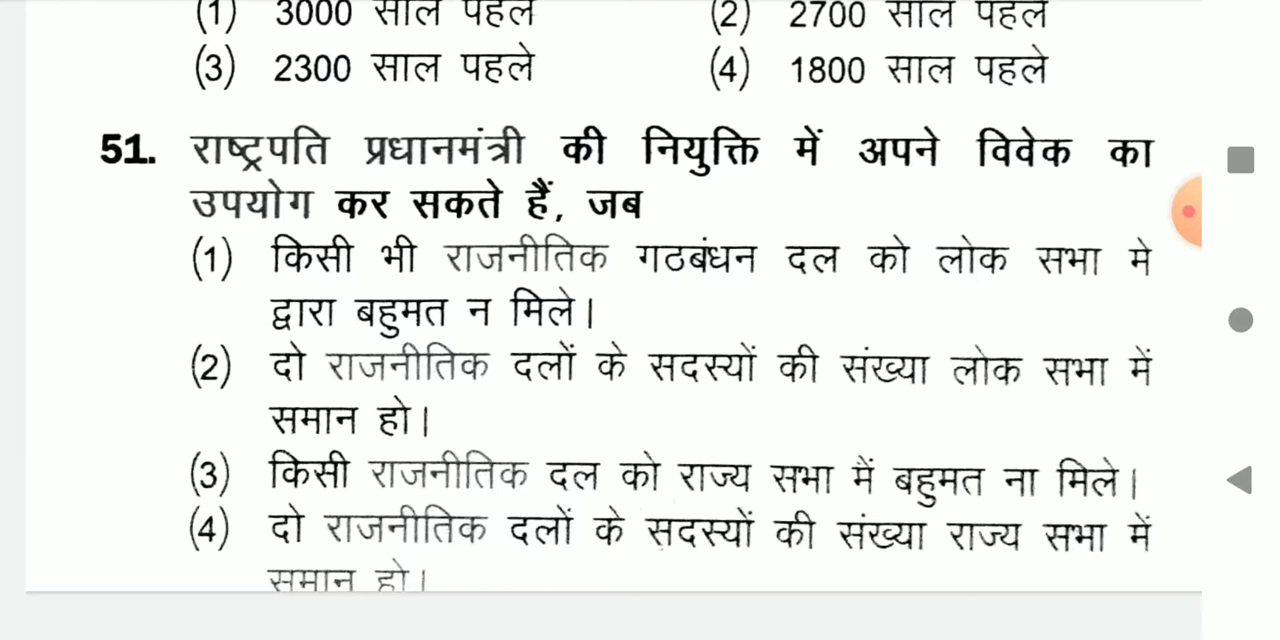 (1) 3000 साल पहले (2) 2700 साल पहले
(3) 2300 साल पहले (4) 1800 साल पहले
51. राष्ट्रपति प्रधानमंत्री की नियुक्ति में अपने विवेक का
उपयोग कर सकते हैं, जब
(1) किसी भी राजनीतिक गठबंधन दल को लोक सभा मे
द्वारा बहुमत न मिले।
(2) दो राजनीतिक दलों के सदस्यों की संख्या लोक सभा में
समान हो।
(3) किसी राजनीतिक दल को राज्य सभा में बहुमत ना मिले।
(4) दो राजनीतिक दलों के सदस्यों की संख्या राज्य सभा में
समान हो।